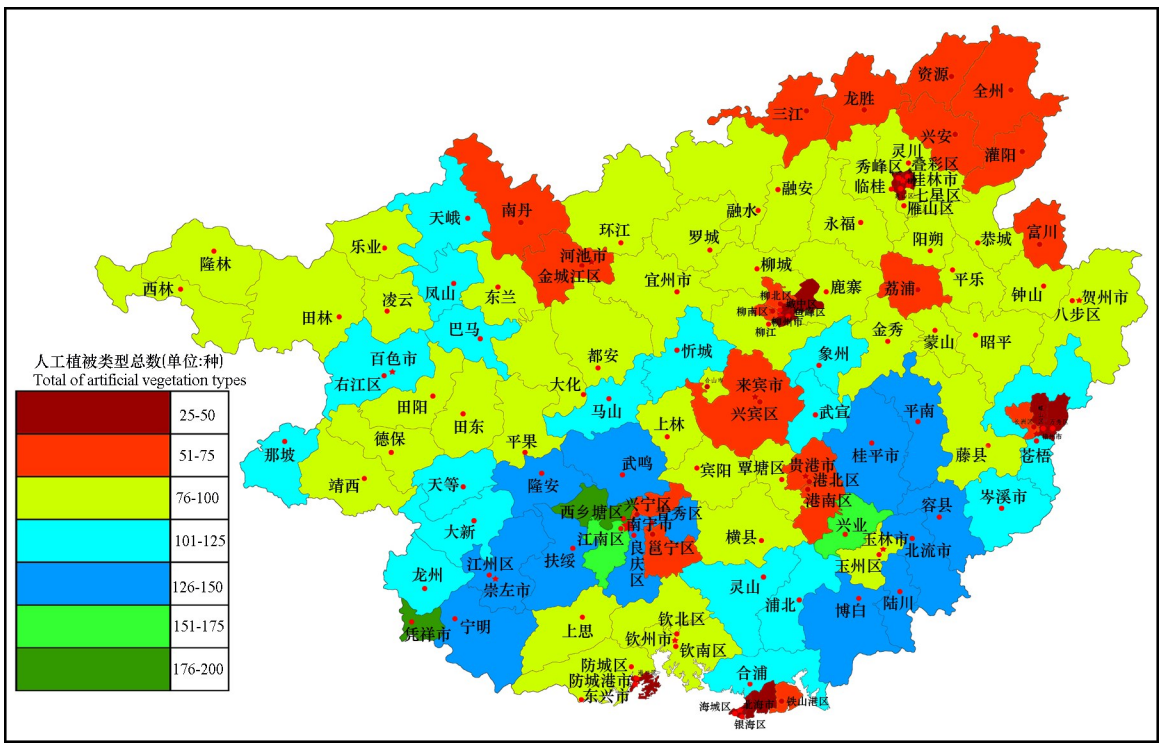 资源
全州
龙胜
三江
兴安
灌阳
灵川
秀峰区
叠彩区
桂林市
临桂
七星区
雁山区
融安
天峨
南丹
融水
永福
富川
环江
罗城
阳朔
恭城
乐业
河池市
隆林
金城江区
柳城
宜州市
平乐
西林
凤山
东兰
鹿寨
荔浦
钟山
贺州市
凌云
柳北区
八步区
田林
柳南区
巴马
柳江
金秀
蒙山
昭平
人工植被类型总数(单位:种)
Total of artificial vegetation types
百色市
都安
忻城
象州
右江区
大化
合山市
来宾市
25-50
田阳
马山
兴宾区
武宣
平南
51-75
田东
上林
德保
平果
藤县
那坡
武鸣
桂平市
苍梧
76-100
靖西
天等
隆安
宾阳
覃塘区
贵港市
港北区
岑溪市
101-125
港南区
容县
西乡塘区
兴宁区
大新
南宁市
青秀区
兴业
江南区
横县
玉林市
126-150
邕宁区
北流市
江州区
扶绥
良庆区
玉州区
龙州
崇左市
灵山
浦北
博白
陆川
151-175
凭祥市
宁明
上思
钦北区
钦州市
钦南区
176-200
防城区
合浦
防城港市
东兴市
海城区
铁山港区
银海区